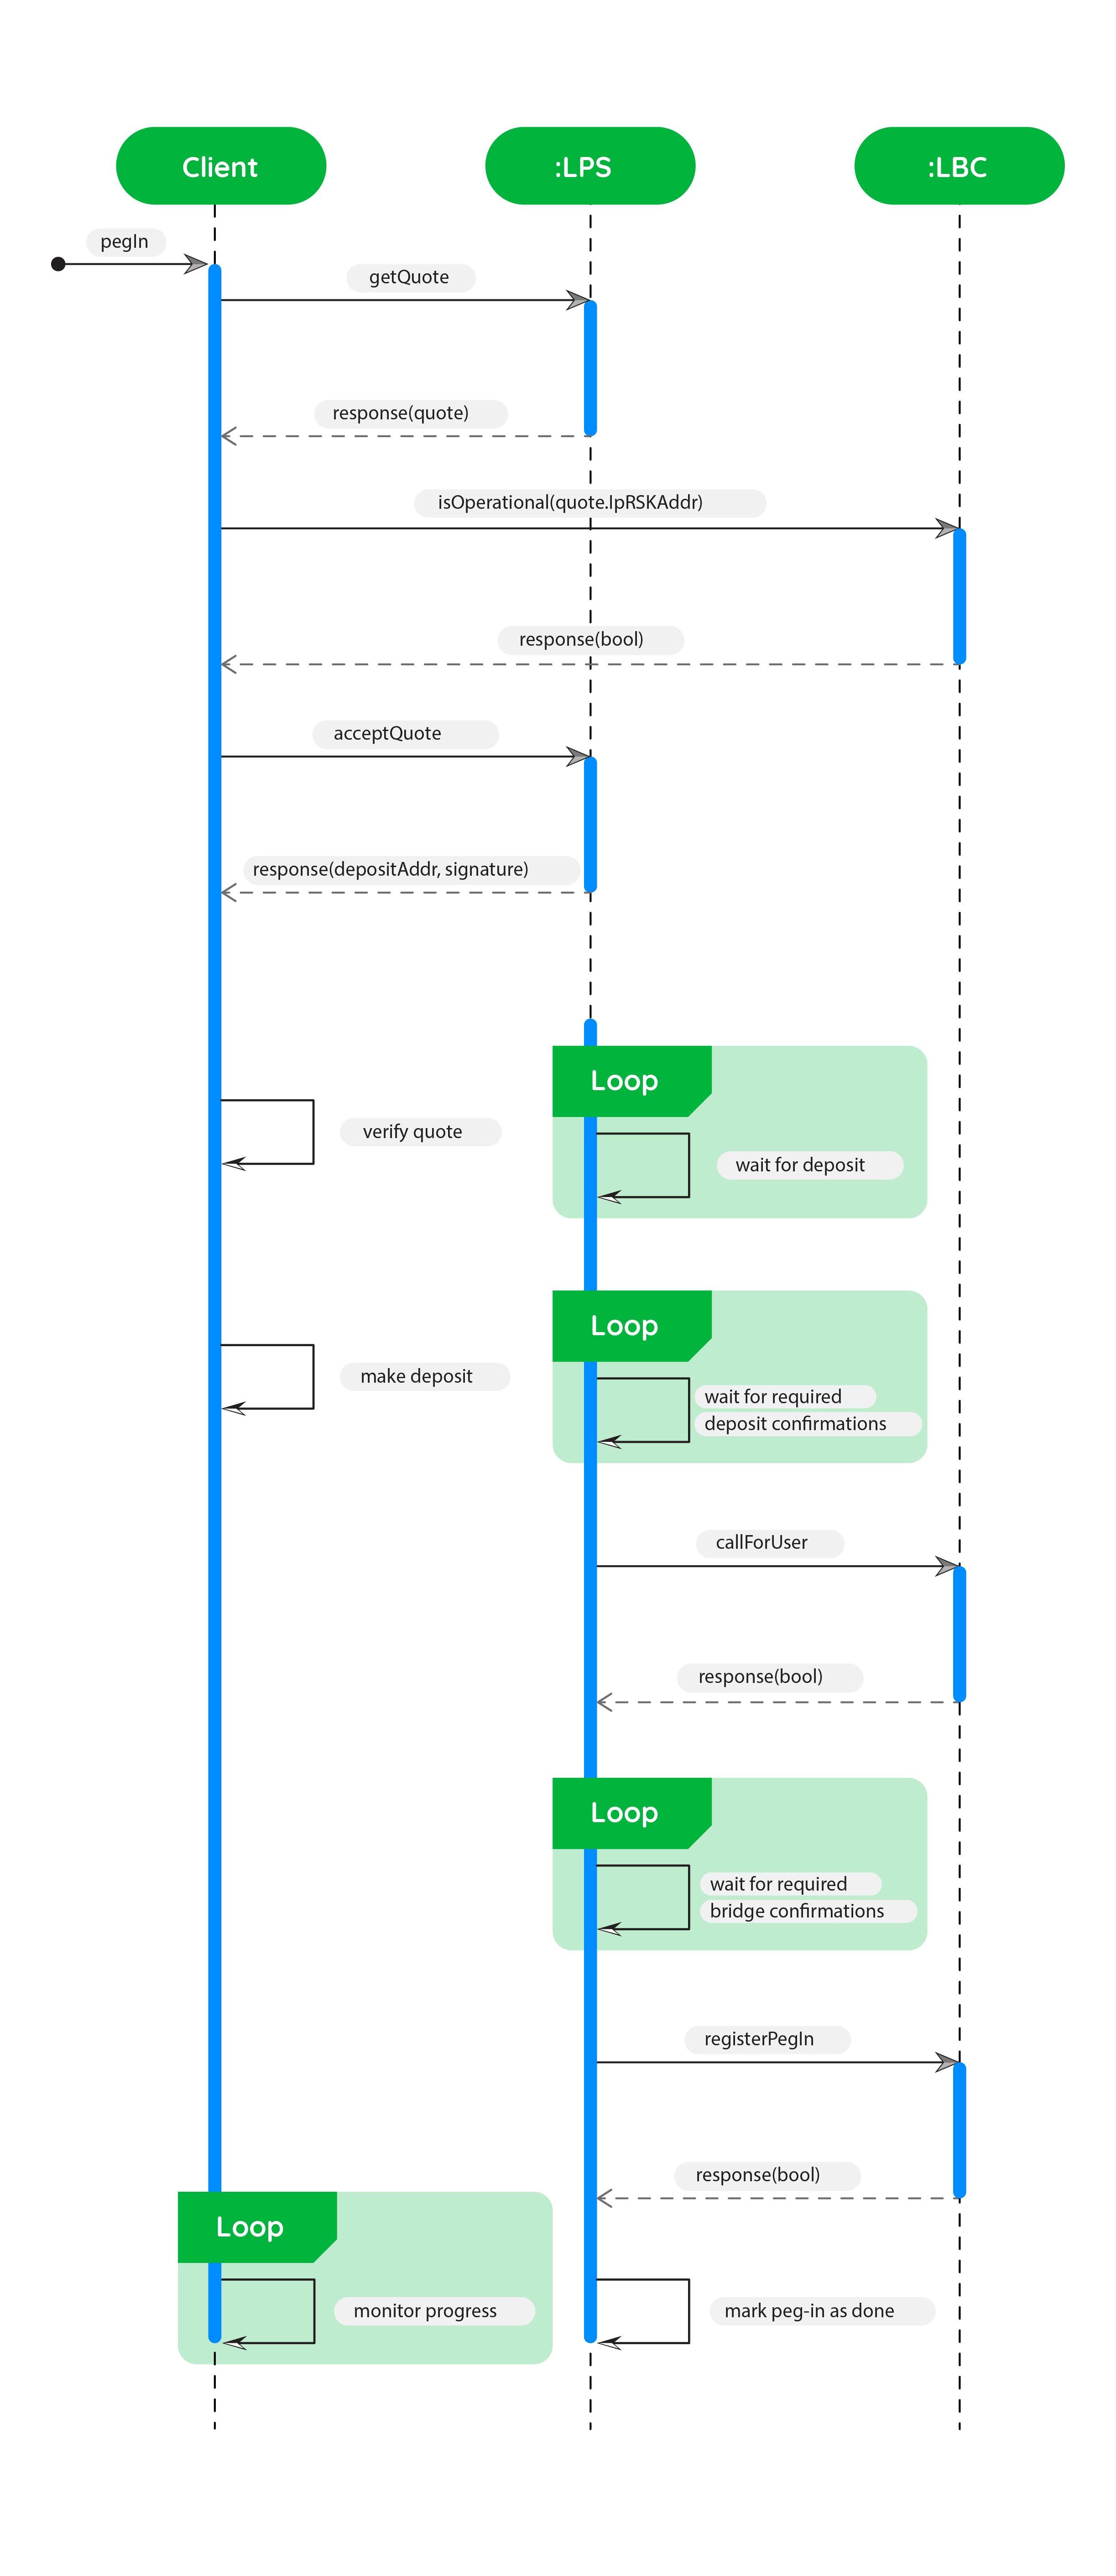 Client
:LPS
:LBC
pegIn
getQuote
response(quote)
isOperational(quote.lpRSKAddr)
response(bool)
acceptQuote
response(depositAddr, signature)
Loop
verify quote
wait for deposit
Loop
make deposit
wait for required
deposit confirmations
callForUser
response(bool)
Loop
wait for required
bridge confirmations
registerPegIn
response(bool)
Loop
monitor progress
mark peg-in as done